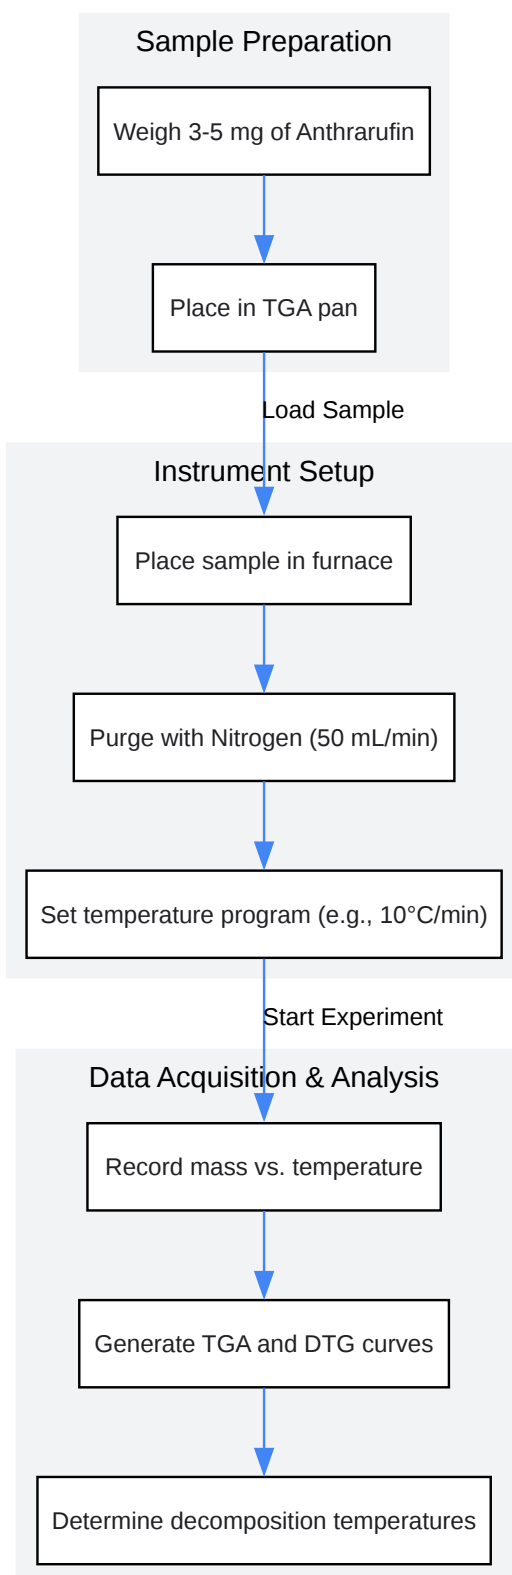 Sample Preparation
Weigh 3-5 mg of Anthrarufin
Place in TGA pan
Load Sample
Instrument Setup
Place sample in furnace
Purge with Nitrogen (50 mL/min)
Set temperature program (e.g., 10°C/min)
Start Experiment
Data Acquisition & Analysis
Record mass vs. temperature
Generate TGA and DTG curves
Determine decomposition temperatures